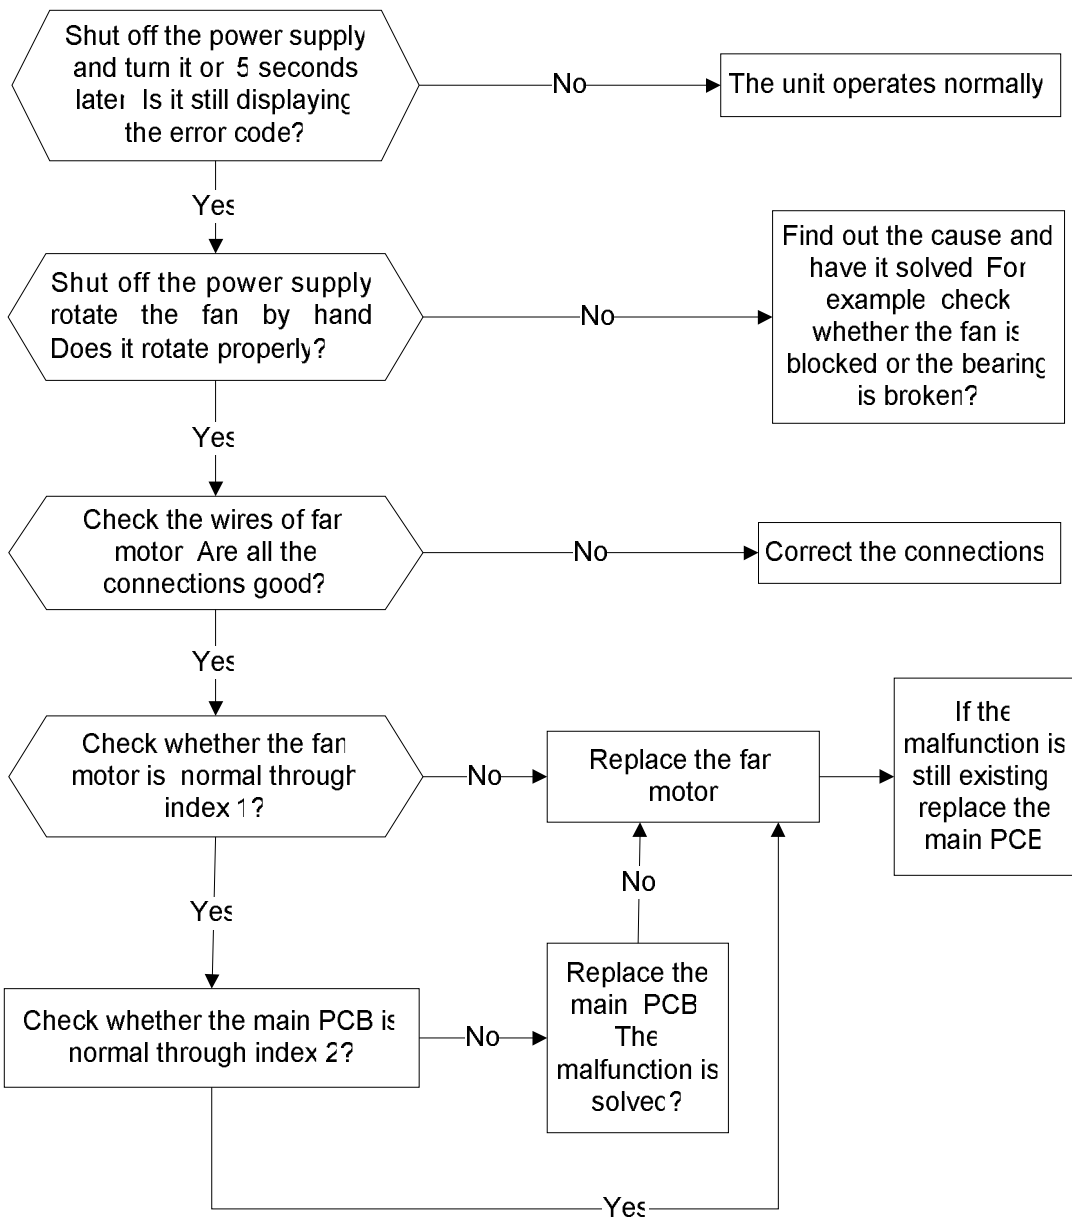 Shut off the power supply
and turn it or 5 seconds
later Is it still displaying
the error code?
No
The unit operates normally
Yes
Shut off the power supply
rotate the fan by hand
Does it rotate properly?
No
Find out the cause and
have it solved For
example check
whether the fan is
blocked or the bearing
is broken?
Yes
Check the wires of far
motor Are all the
connections good?
No
Correct the connections
Yes
Check whether the fan
motor is normal through
index 1?
No
Replace the far
motor
If the
malfunction is
still existing
replace the
main PCB
No
Yes
Replace the
main PCB
The
malfunction is
solved?
Check whether the main PCB is
normal through index 2?
No
Yes